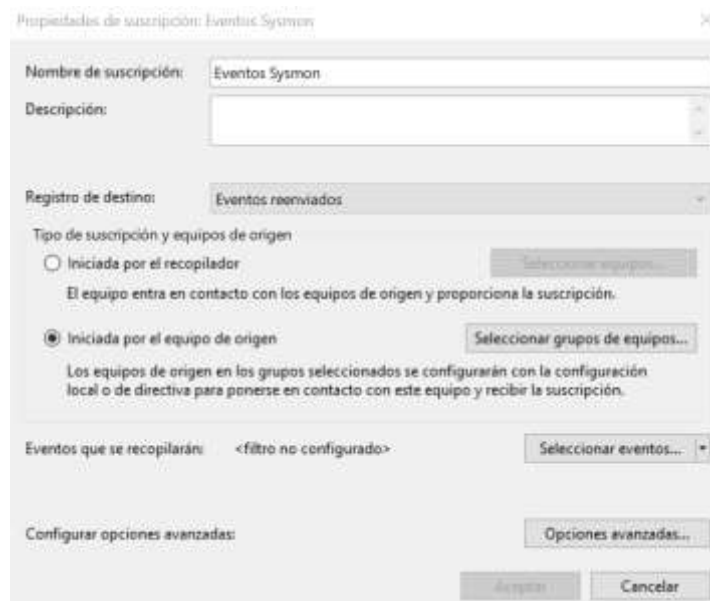 Propiedades de suscripción: Eventos Sysmon
Nombre de suscripción: Eventos Sysmon
Descripción:
Registro de destino: Eventos reenviados
Tipo de suscripción y equipos de origen
Iniciada por el recopilador Seleccionar equipos...
El equipo entra en contacto con los equipos de origen y proporciona la suscripción.
Iniciada por el equipo de origen Seleccionar grupos de equipos...
Los equipos de origen en los grupos seleccionados se configurarán con la configuración
local o de directiva para ponerse en contacto con este equipo y recibir la suscripción.
Eventos que se recopilarán: <filtro no configurado> Seleccionar eventos...
Configurar opciones avanzadas: Opciones avanzadas...
Aceptar Cancelar